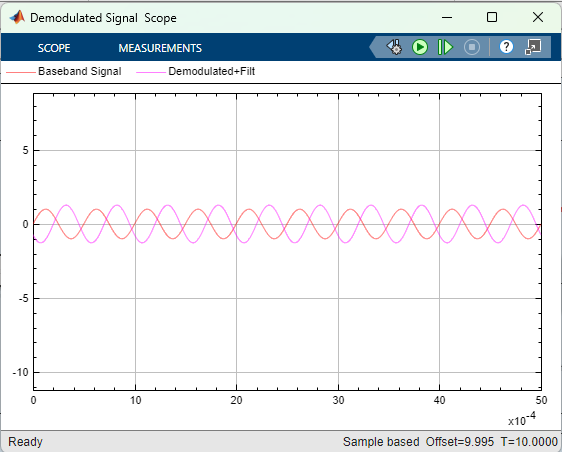 Demodulated Signal  Scope
SCOPE MEASUREMENTS ?
Baseband Signal Demodulated+Filt
5
0
-5
-10
0 10 20 30 40 50
x10⁻⁴
Ready Sample based Offset=9.995 T=10.0000